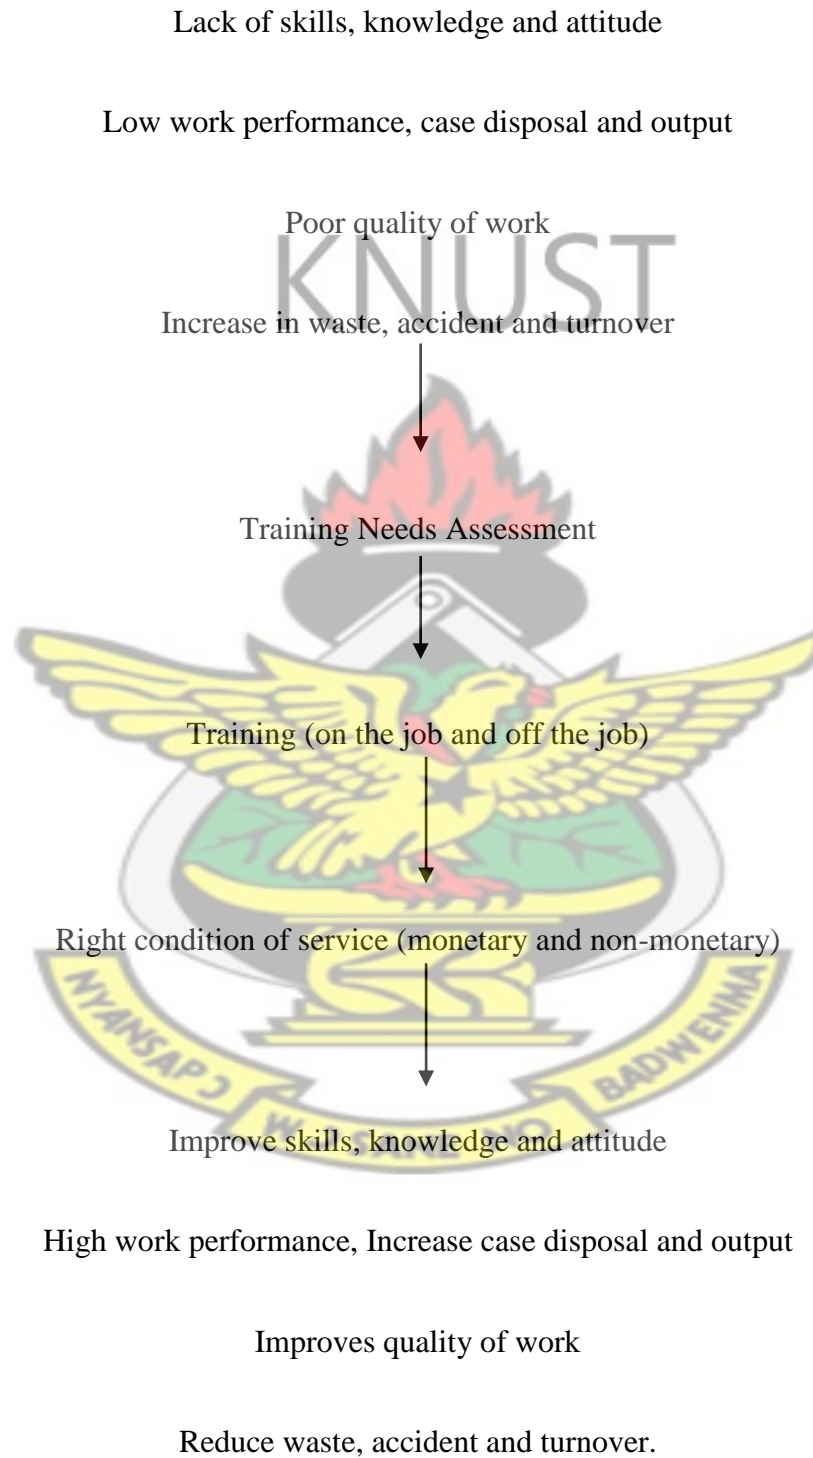 Lack of skills, knowledge and attitude
Low work performance, case disposal and output
Poor quality of work
KNUST
Increase in waste, accident and turnover
Training Needs Assessment
Training (on the job and off the job)
Right condition of service (monetary and non-monetary)
NYANSAPƆ
BADWENMA
Improve skills, knowledge and attitude
High work performance, Increase case disposal and output
Improves quality of work
Reduce waste, accident and turnover.